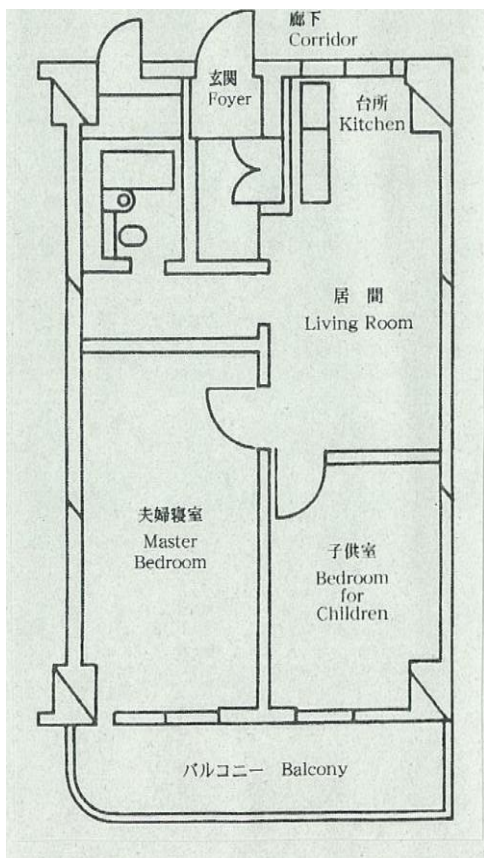 廊下
Corridor
玄関
Foyer
台所
Kitchen
居間
Living Room
夫婦寝室
Master
Bedroom
子供室
Bedroom
for
Children
バルコニー Balcony